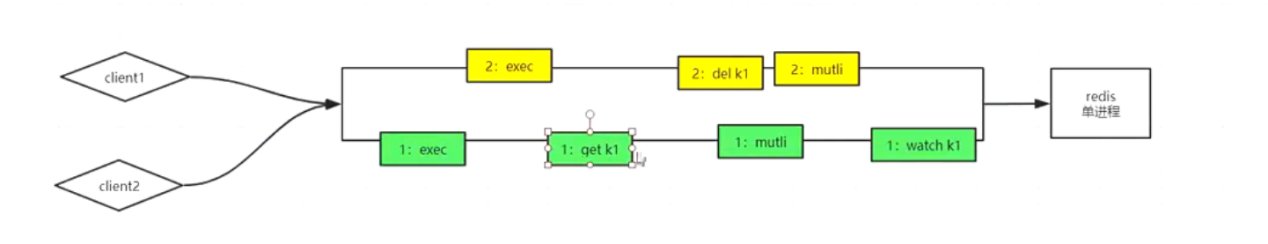 client1
client2
2: exec
2: del k1
2: mutli
1: exec
1: get k1
1: mutli
1: watch k1
redis
单进程